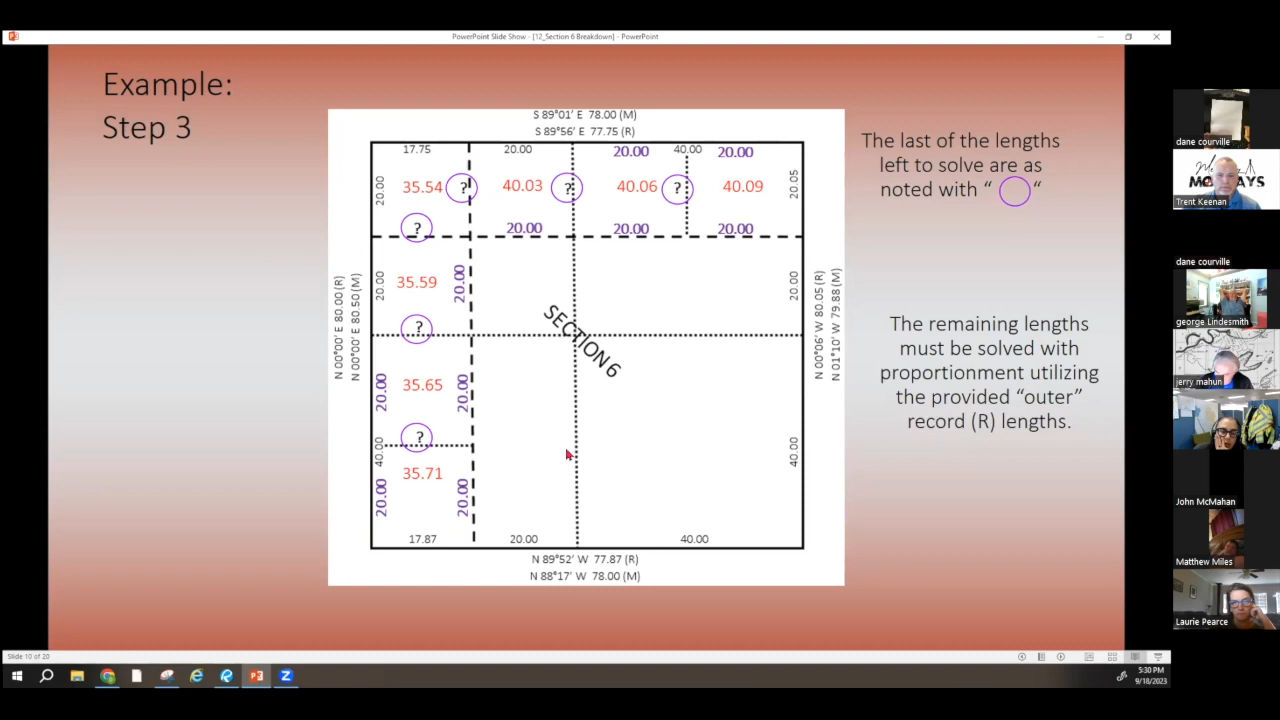 PowerPoint Slide Show - [12_Section 6 Breakdown] - PowerPoint
Example:
Step 3
S 89°01' E 78.00 (M)
S 89°56' E 77.75 (R)
17.75
20.00
20.00
40.00
20.00
20.00
35.54
?
40.03
?
40.06
?
40.09
20.05
?
20.00
20.00
20.00
20.00
35.59
20.00
20.00
N 00°00' E 80.00 (R)
N 00°00' E 80.50 (M)
?
SECTION 6
N 00°06' W 80.05 (R)
N 01°10' W 79.88 (M)
20.00
35.65
20.00
?
40.00
40.00
35.71
20.00
20.00
17.87
20.00
40.00
N 89°52' W 77.87 (R)
N 88°17' W 78.00 (M)
The last of the lengths
left to solve are as
noted with “ “
The remaining lengths
must be solved with
proportionment utilizing
the provided “outer”
record (R) lengths.
dane courville
Trent Keenan
dane courville
george Lindesmith
jerry mahun
John McMahan
Matthew Miles
Laurie Pearce
Slide 10 of 20
5:30 PM
9/18/2023